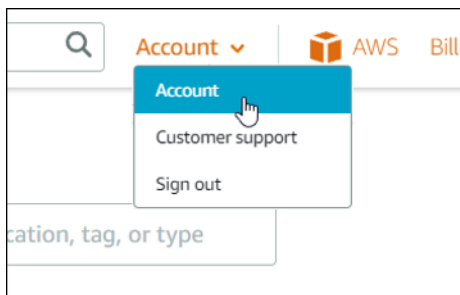 Account AWS Bill
Account
Customer support
Sign out
cation, tag, or type